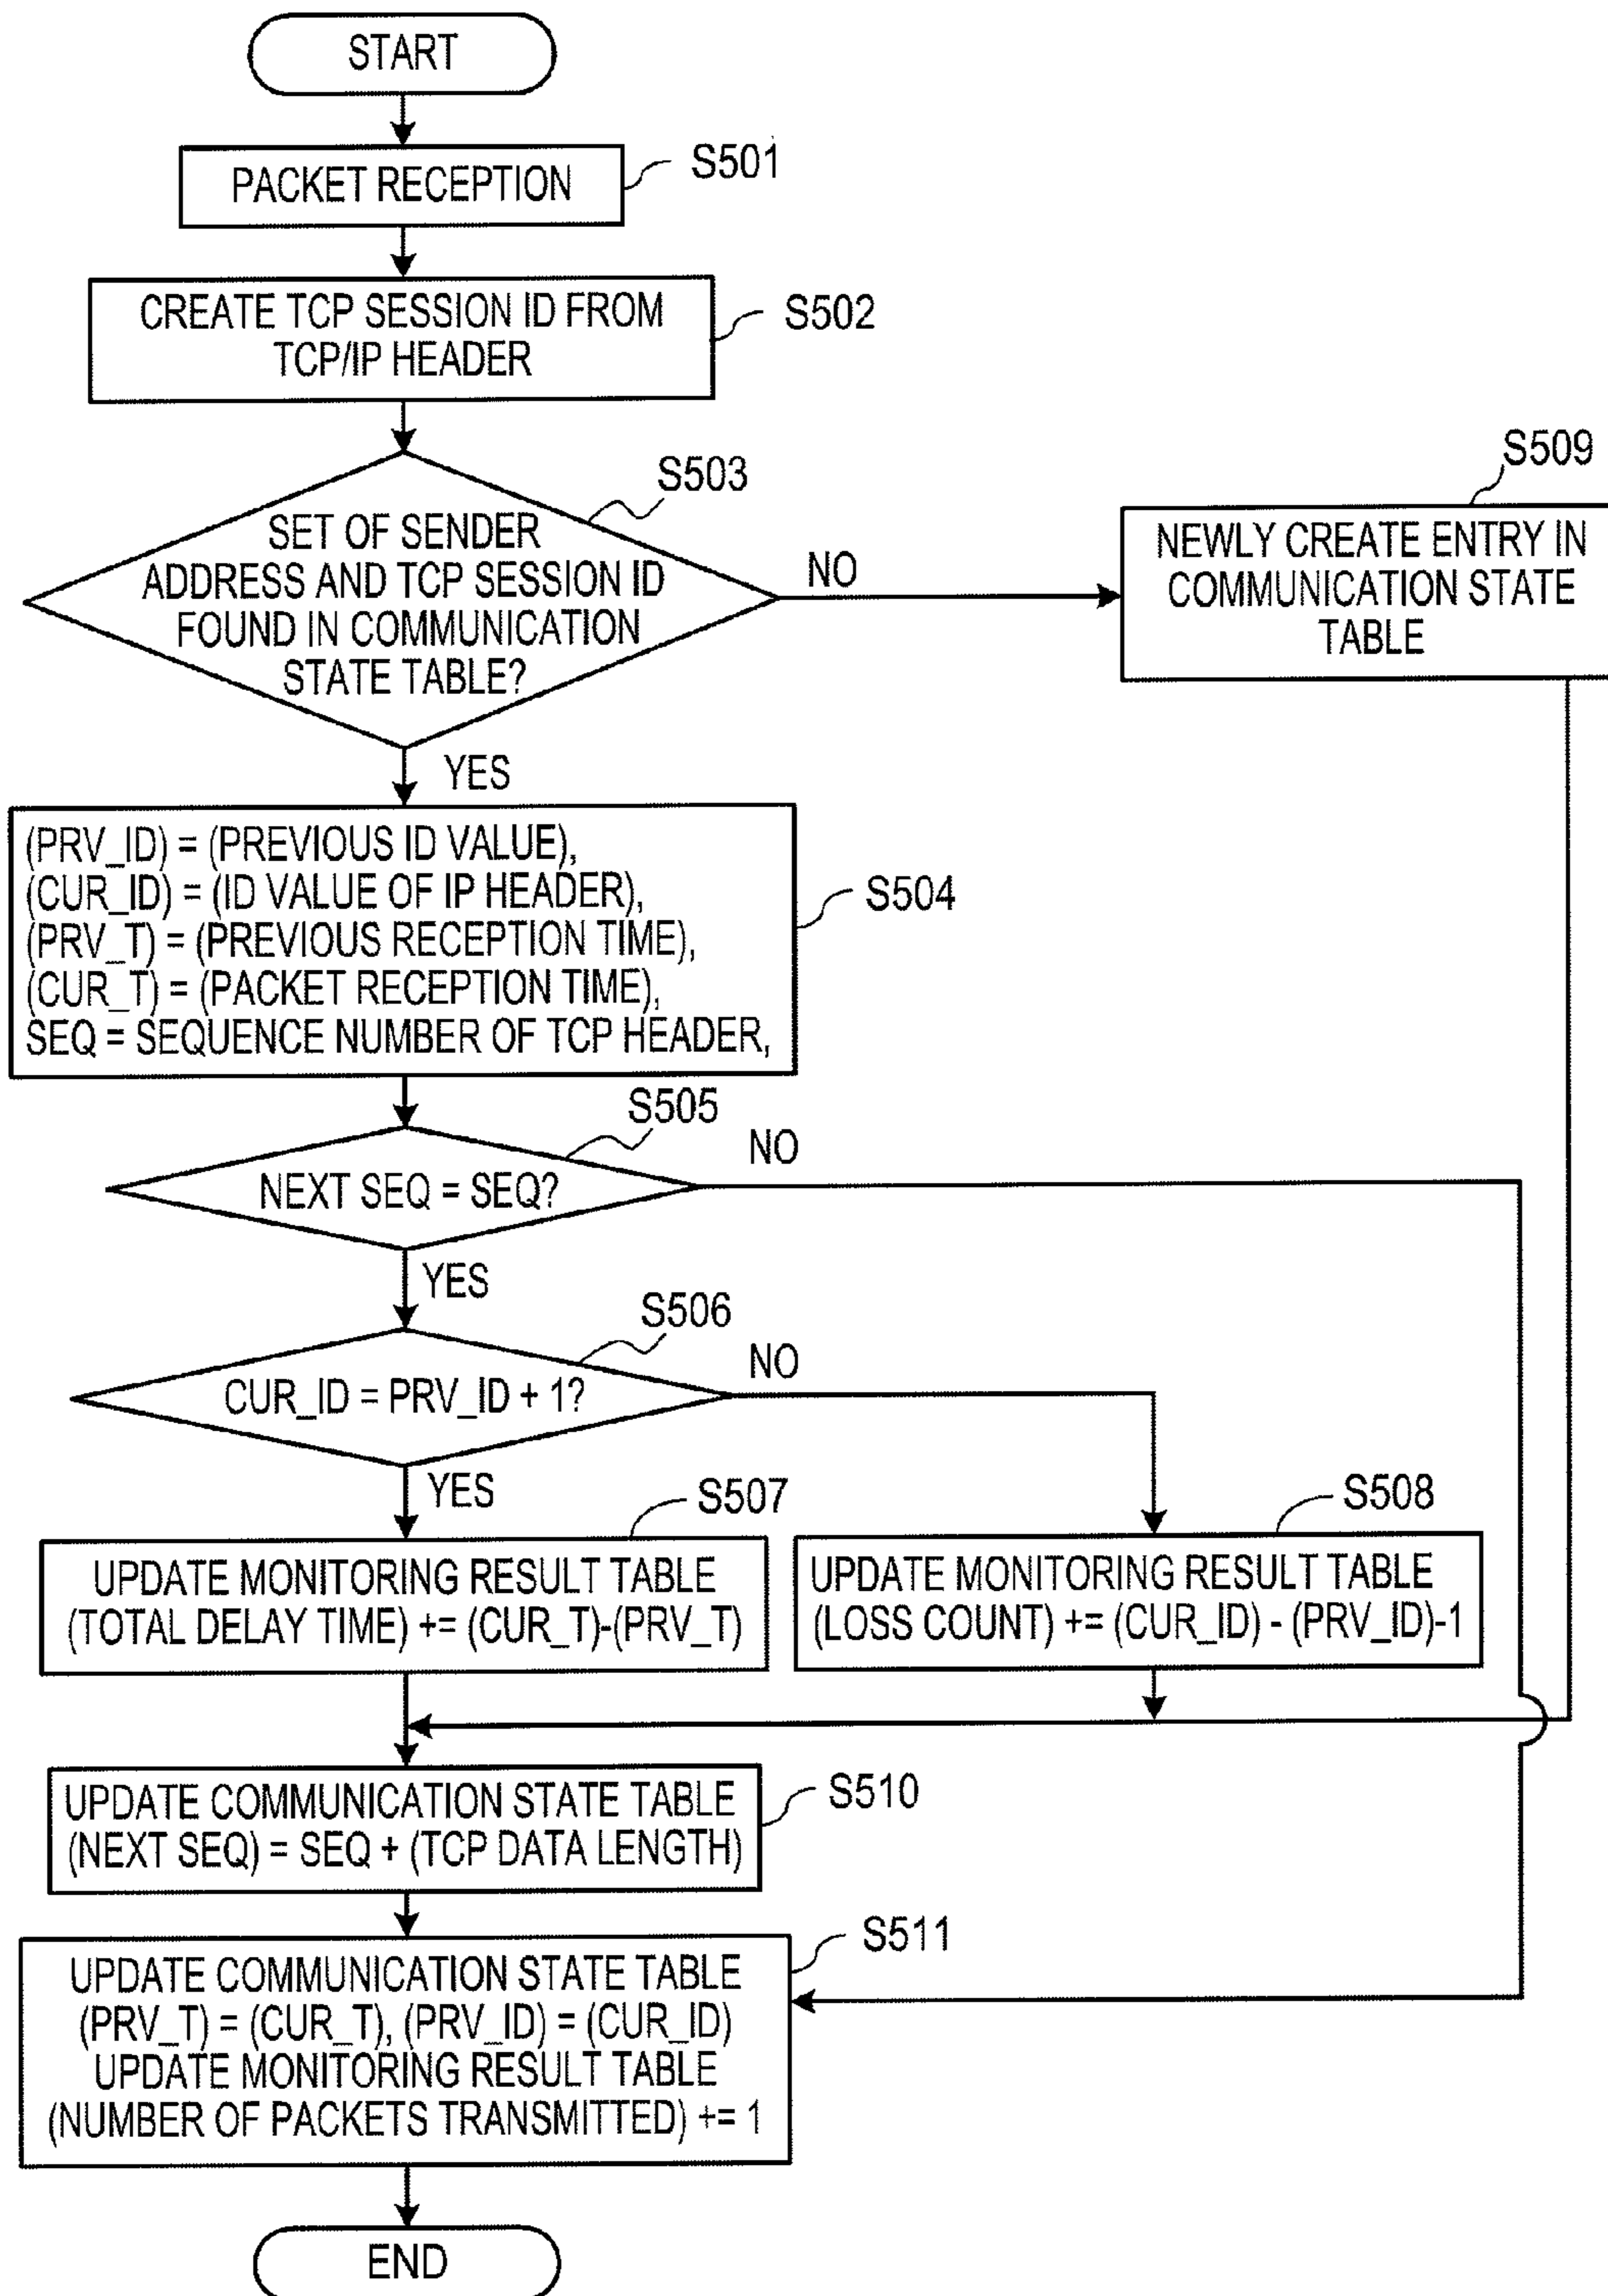 START
PACKET RECEPTION
S501
CREATE TCP SESSION ID FROM
TCP/IP HEADER
S502
SET OF SENDER
ADDRESS AND TCP SESSION ID
FOUND IN COMMUNICATION
STATE TABLE?
S503
NO
S509
NEWLY CREATE ENTRY IN
COMMUNICATION STATE
TABLE
YES
(PRV_ID) = (PREVIOUS ID VALUE),
(CUR_ID) = (ID VALUE OF IP HEADER),
(PRV_T) = (PREVIOUS RECEPTION TIME),
(CUR_T) = (PACKET RECEPTION TIME),
SEQ = SEQUENCE NUMBER OF TCP HEADER,
S504
S505
NEXT SEQ = SEQ?
NO
YES
S506
CUR_ID = PRV_ID + 1?
NO
YES
S507
UPDATE MONITORING RESULT TABLE
(TOTAL DELAY TIME) += (CUR_T)-(PRV_T)
S508
UPDATE MONITORING RESULT TABLE
(LOSS COUNT) += (CUR_ID) - (PRV_ID)-1
UPDATE COMMUNICATION STATE TABLE
(NEXT SEQ) = SEQ + (TCP DATA LENGTH)
S510
S511
UPDATE COMMUNICATION STATE TABLE
(PRV_T) = (CUR_T), (PRV_ID) = (CUR_ID)
UPDATE MONITORING RESULT TABLE
(NUMBER OF PACKETS TRANSMITTED) += 1
END